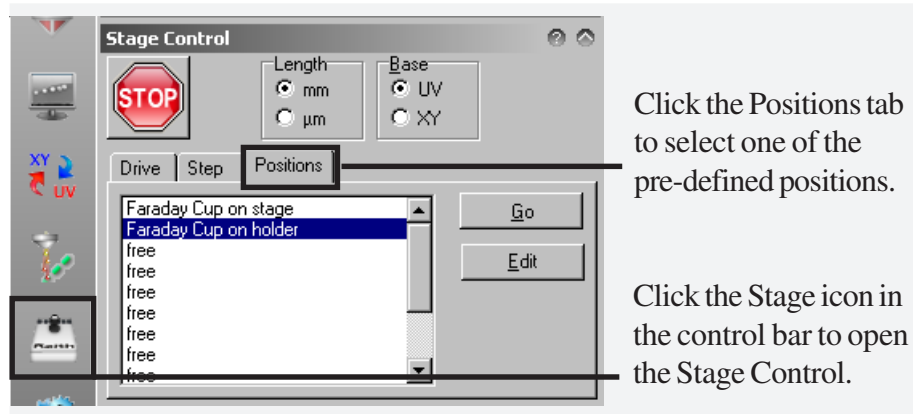 Stage Control
STOP
Length
mm
µm
Base
UV
XY
XY
UV
Drive
Step
Positions
Faraday Cup on stage
Faraday Cup on holder
free
free
free
free
free
free
free
Go
Edit
Raith
Click the Positions tab
to select one of the
pre-defined positions.
Click the Stage icon in
the control bar to open
the Stage Control.